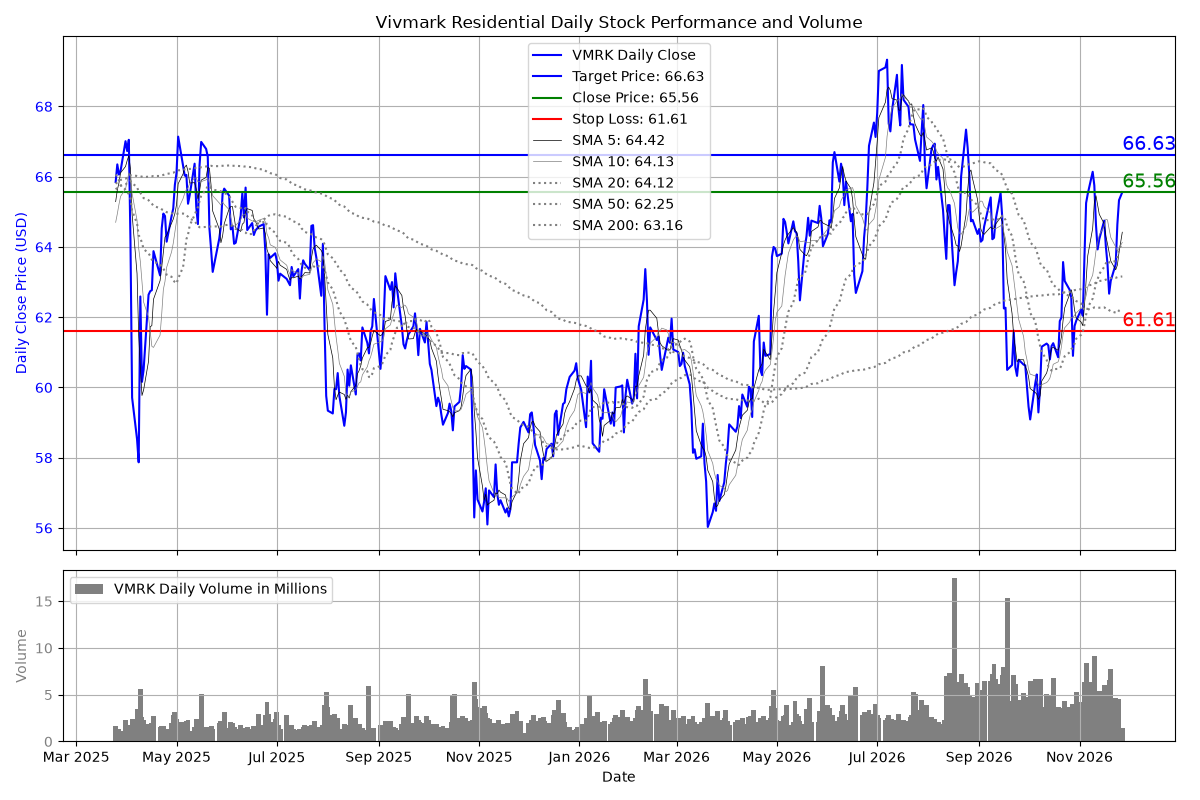 Vivmark Residential Daily Stock Performance and Volume
Daily Close Price (USD)
68
66
64
62
60
58
56
VMRK Daily Close
Target Price: 66.63
Close Price: 65.56
Stop Loss: 61.61
SMA 5: 64.42
SMA 10: 64.13
SMA 20: 64.12
SMA 50: 62.25
SMA 200: 63.16
66.63
65.56
61.61
Volume
15
10
5
0
VMRK Daily Volume in Millions
Mar 2025 May 2025 Jul 2025 Sep 2025 Nov 2025 Jan 2026 Mar 2026 May 2026 Jul 2026 Sep 2026 Nov 2026
Date